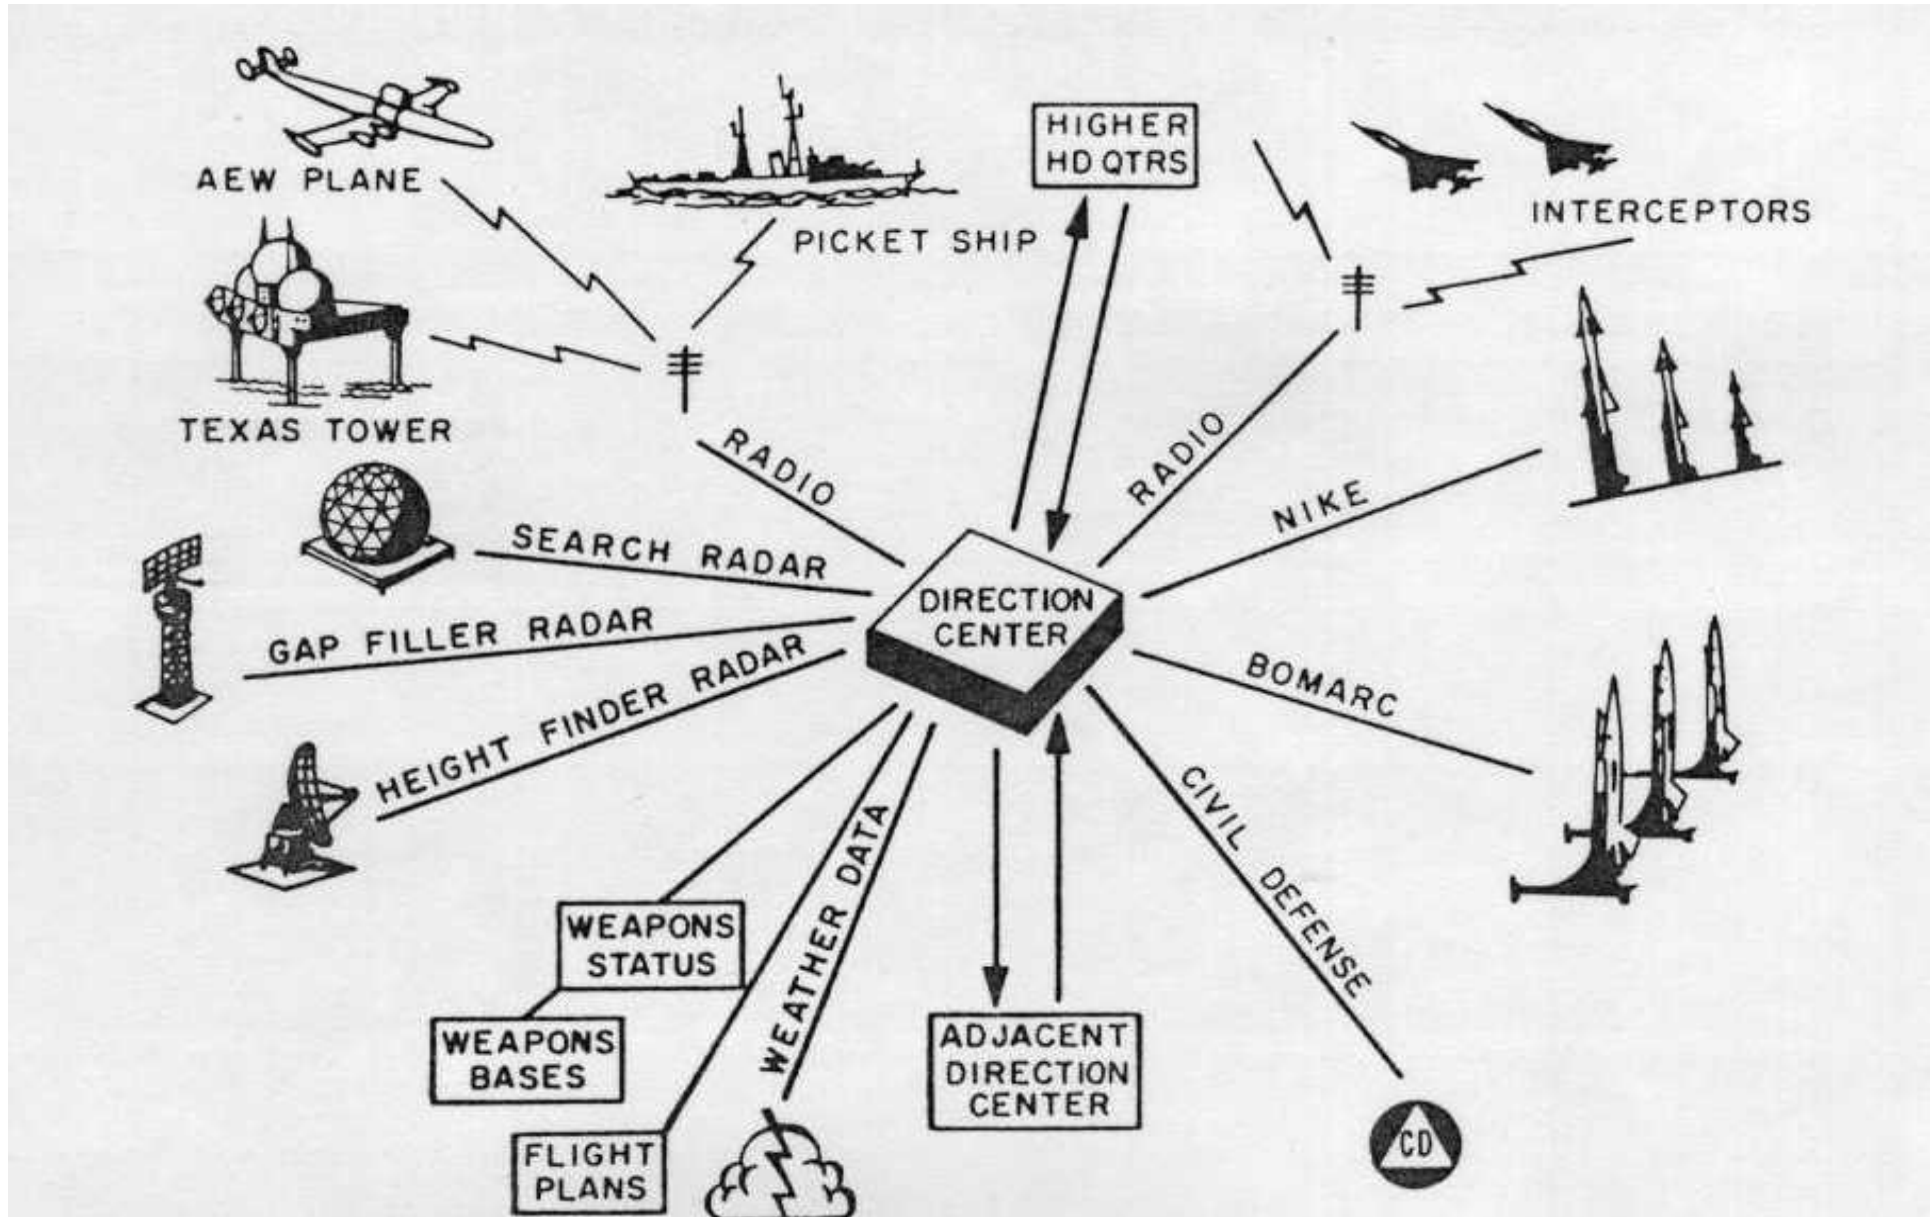 AEW PLANE
PICKET SHIP
HIGHER
HD QTRS
INTERCEPTORS
TEXAS TOWER
RADIO
RADIO
NIKE
SEARCH RADAR
GAP FILLER RADAR
HEIGHT FINDER RADAR
DIRECTION
CENTER
BOMARC
CIVIL DEFENSE
WEATHER DATA
WEAPONS
STATUS
WEAPONS
BASES
FLIGHT
PLANS
ADJACENT
DIRECTION
CENTER
CD